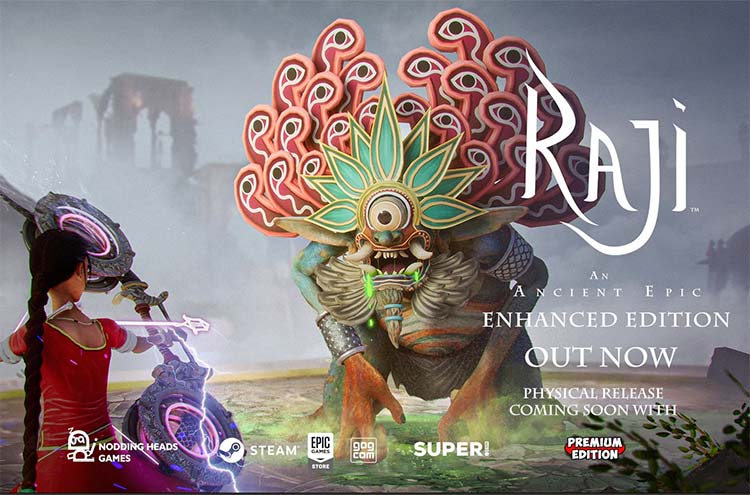 RAJI
™
AN
ANCIENT EPIC
ENHANCED EDITION
OUT NOW
PHYSICAL RELEASE
COMING SOON WITH
NODDING HEADS
GAMES
STEAM®
EPIC
GAMES
STORE
GOG
COM
SUPER.COM
PREMIUM
EDITION